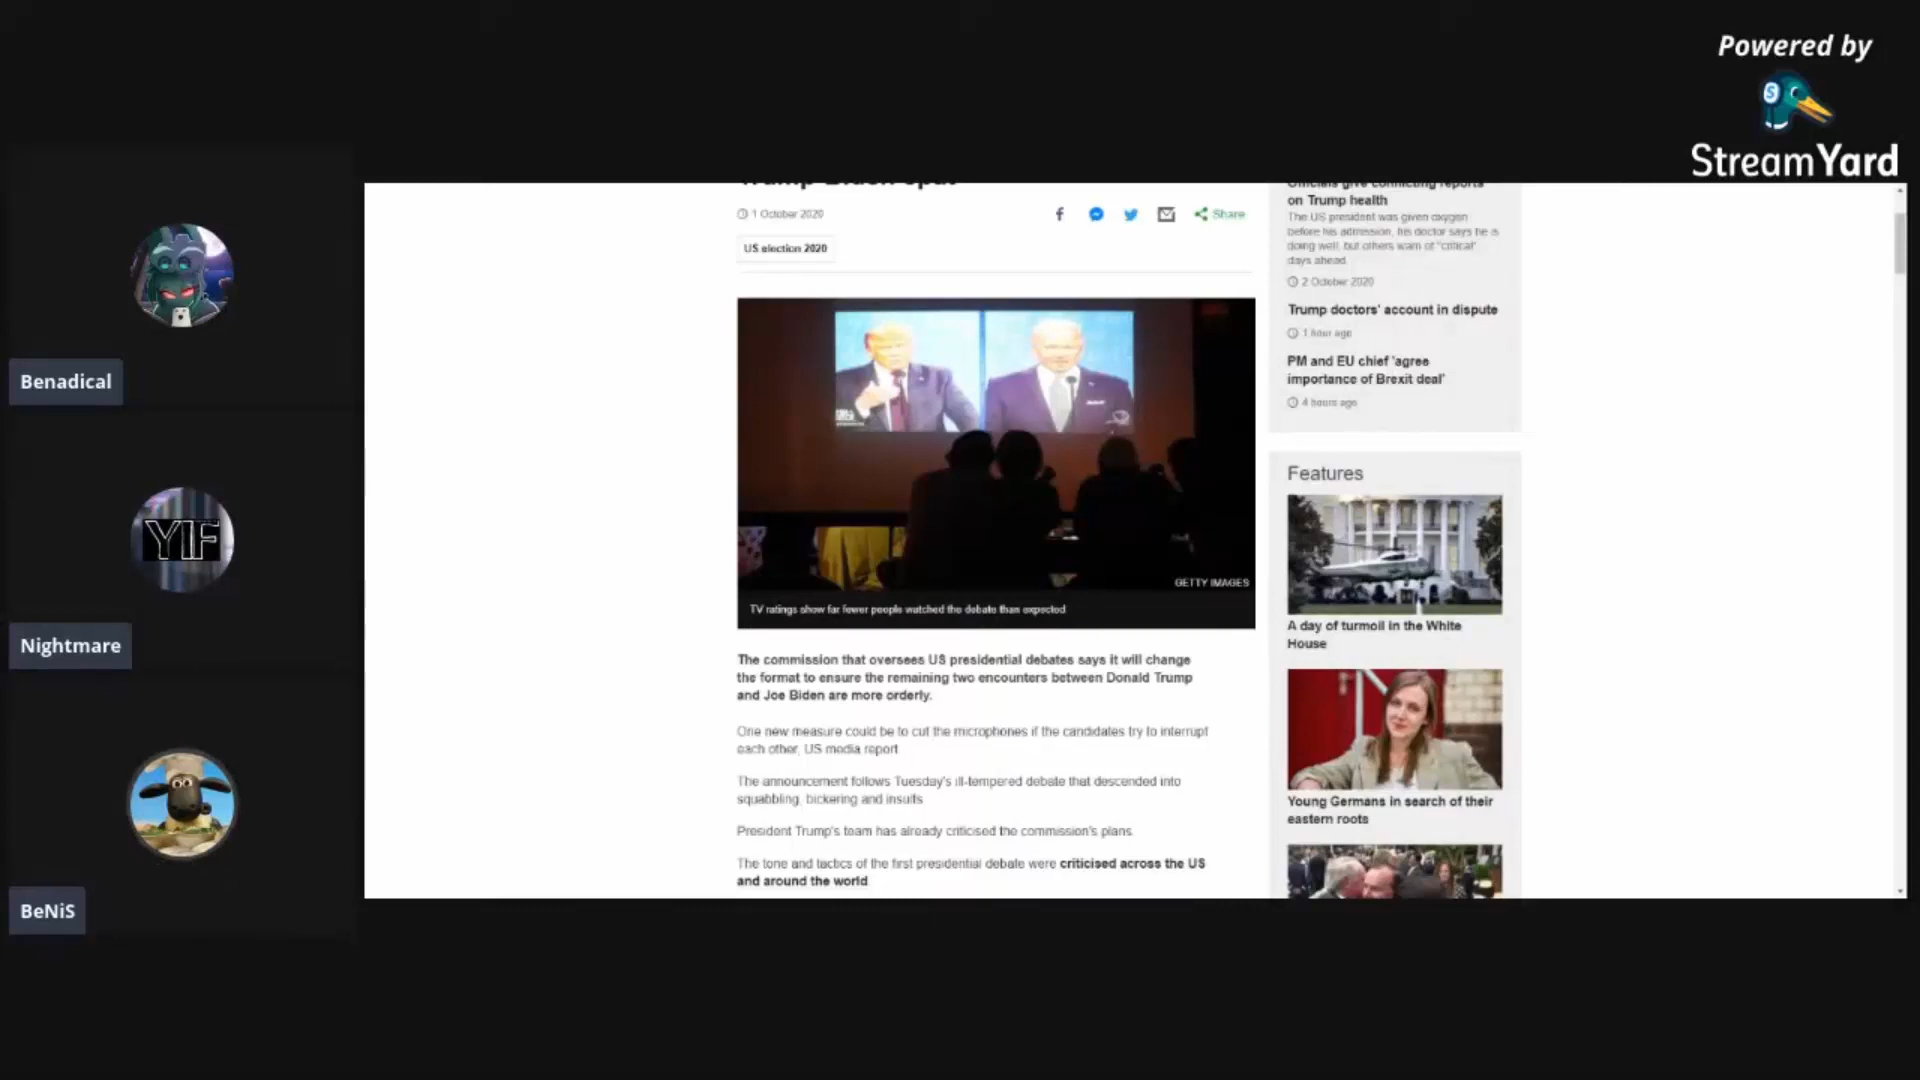 Powered by
StreamYard
Benadical
YIF
Nightmare
BeNiS
1 October 2020
Share
US election 2020
GETTY IMAGES
TV ratings show far fewer people watched the debate than expected
The commission that oversees US presidential debates says it will change
the format to ensure the remaining two encounters between Donald Trump
and Joe Biden are more orderly.
One new measure could be to cut the microphones if the candidates try to interrupt
each other, US media report
The announcement follows Tuesday's ill-tempered debate that descended into
squabbling, bickering and insults
President Trump's team has already criticised the commission's plans.
The tone and tactics of the first presidential debate were criticised across the US
and around the world
Officials give conflicting reports
on Trump health
The US president was given oxygen
before his admission, his doctor says he is
doing well, but others warn of "critical"
days ahead.
2 October 2020
Trump doctors' account in dispute
1 hour ago
PM and EU chief 'agree
importance of Brexit deal'
4 hours ago
Features
A day of turmoil in the White
House
Young Germans in search of their
eastern roots